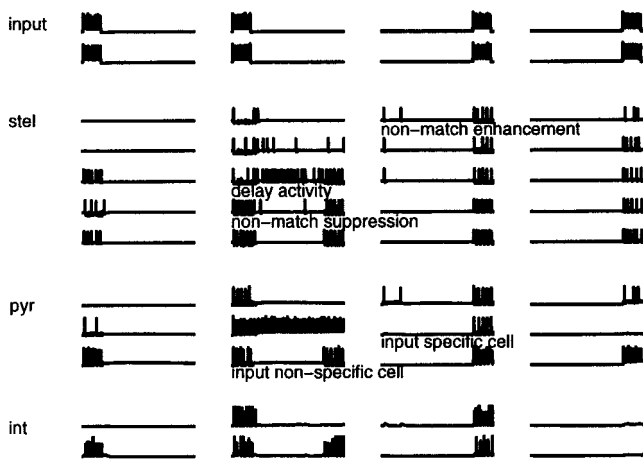 input
stel
non-match enhancement
delay activity
non-match suppression
pyr
input specific cell
input non-specific cell
int